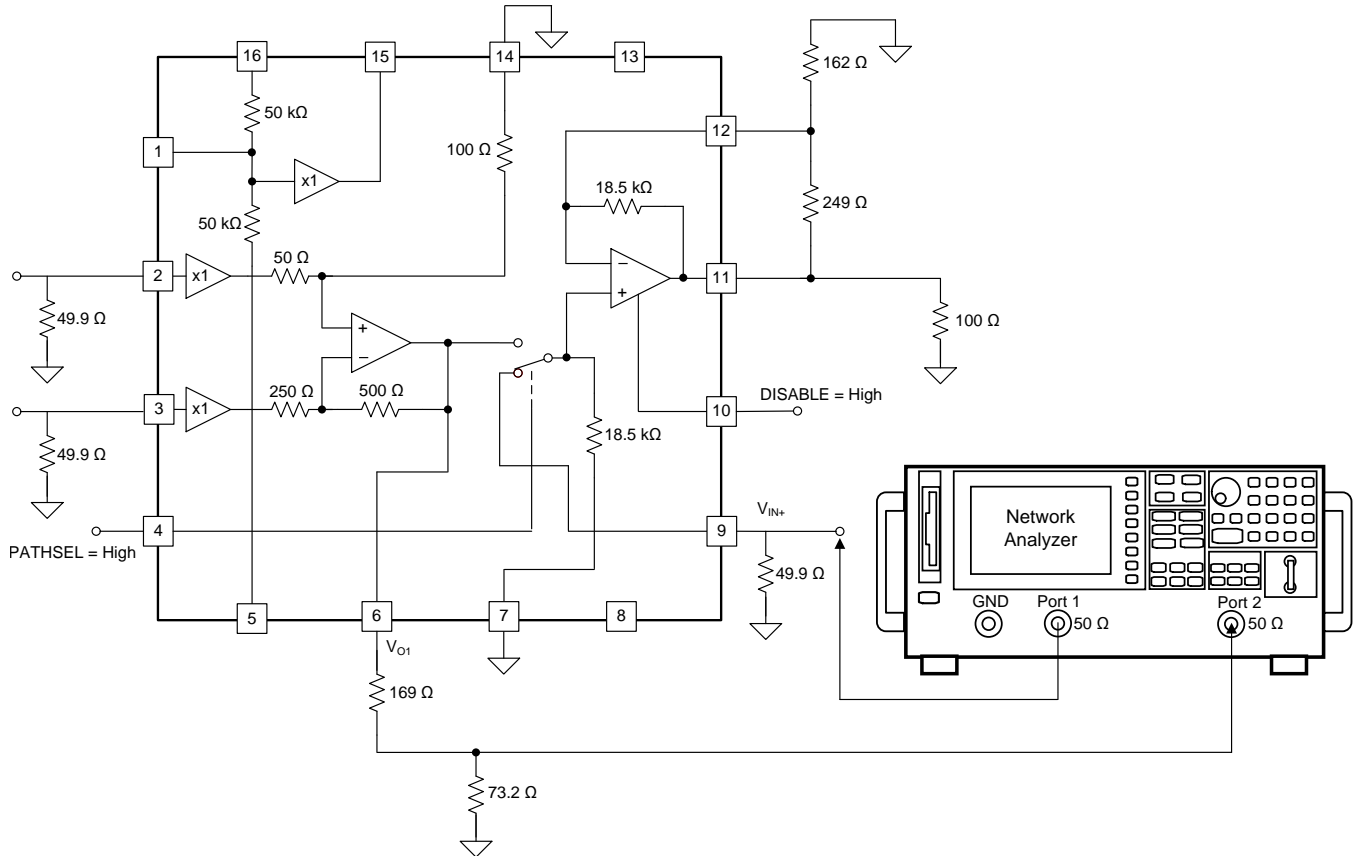 16
15
14
13
162 Ω
50 kΩ
12
1
100 Ω
x1
18.5 kΩ
249 Ω
50 kΩ
2
x1
50 Ω
−
+
11
49.9 Ω
+
−
100 Ω
250 Ω
500 Ω
DISABLE = High
3
x1
10
18.5 kΩ
49.9 Ω
4
PATHSEL = High
9
VIN+
49.9 Ω
Network
Analyzer
GND
Port 1
50 Ω
Port 2
50 Ω
5
6
7
8
VO1
169 Ω
73.2 Ω